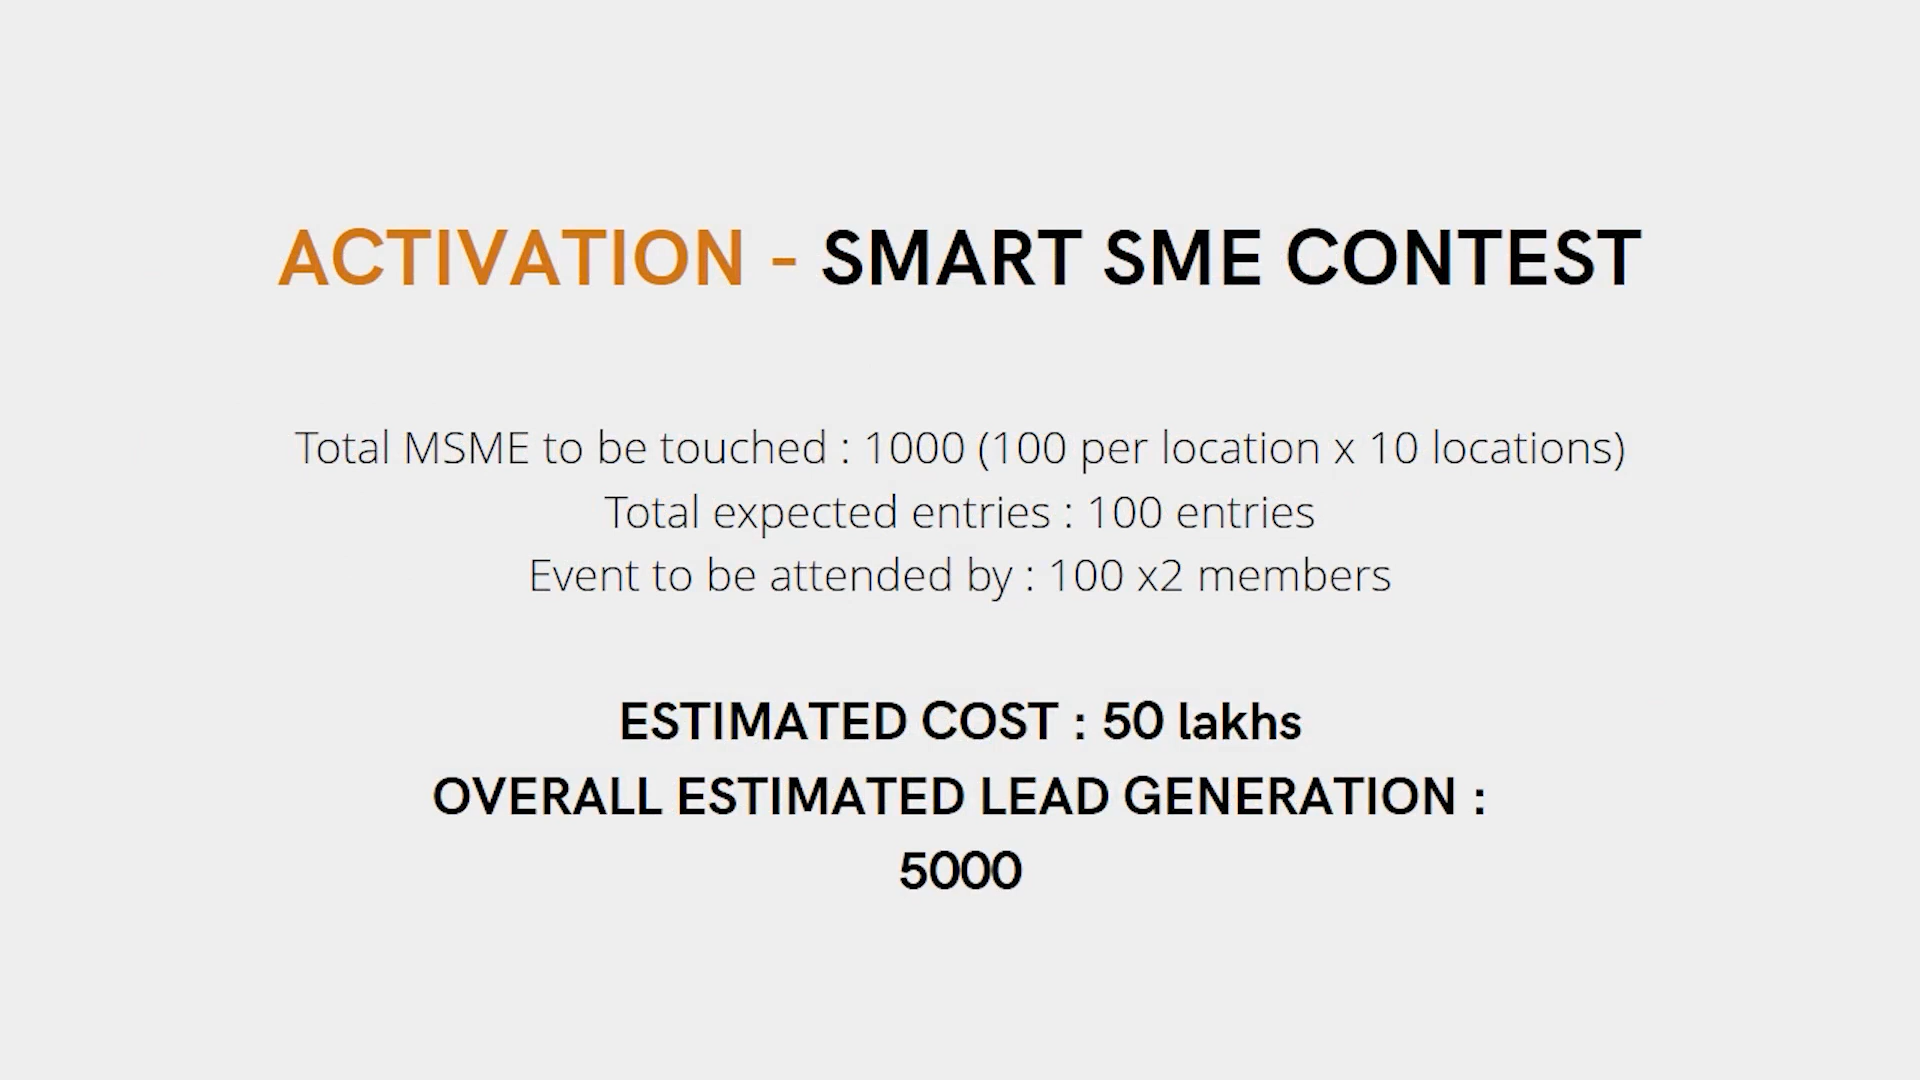 ACTIVATION - SMART SME CONTEST
Total MSME to be touched : 1000 (100 per location x 10 locations)
Total expected entries : 100 entries
Event to be attended by : 100 x2 members
ESTIMATED COST : 50 lakhs
OVERALL ESTIMATED LEAD GENERATION :
5000